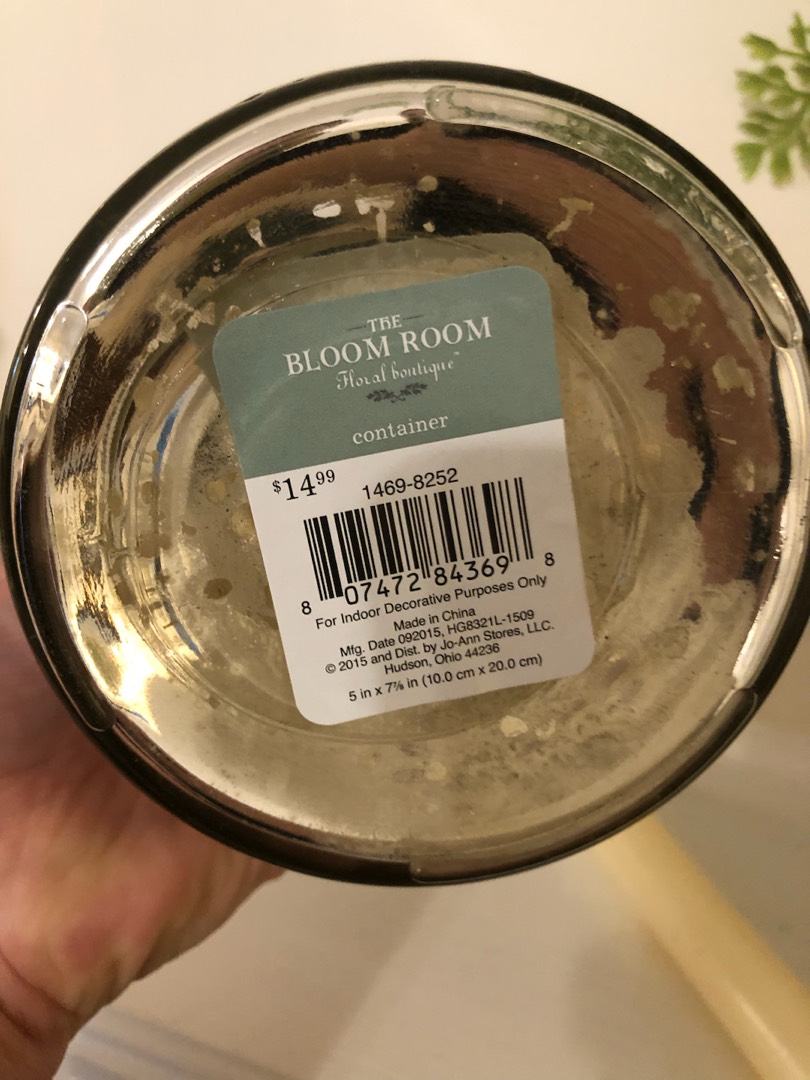 THE
BLOOM ROOM
Floral boutique™
container
$14⁹⁹ 1469-8252
8 07472 84369 8
For Indoor Decorative Purposes Only
Made in China
Mfg. Date 092015, HG8321L-1509
© 2015 and Dist. by Jo-Ann Stores, LLC.
Hudson, Ohio 44236
5 in x 7⅞ in (10.0 cm x 20.0 cm)